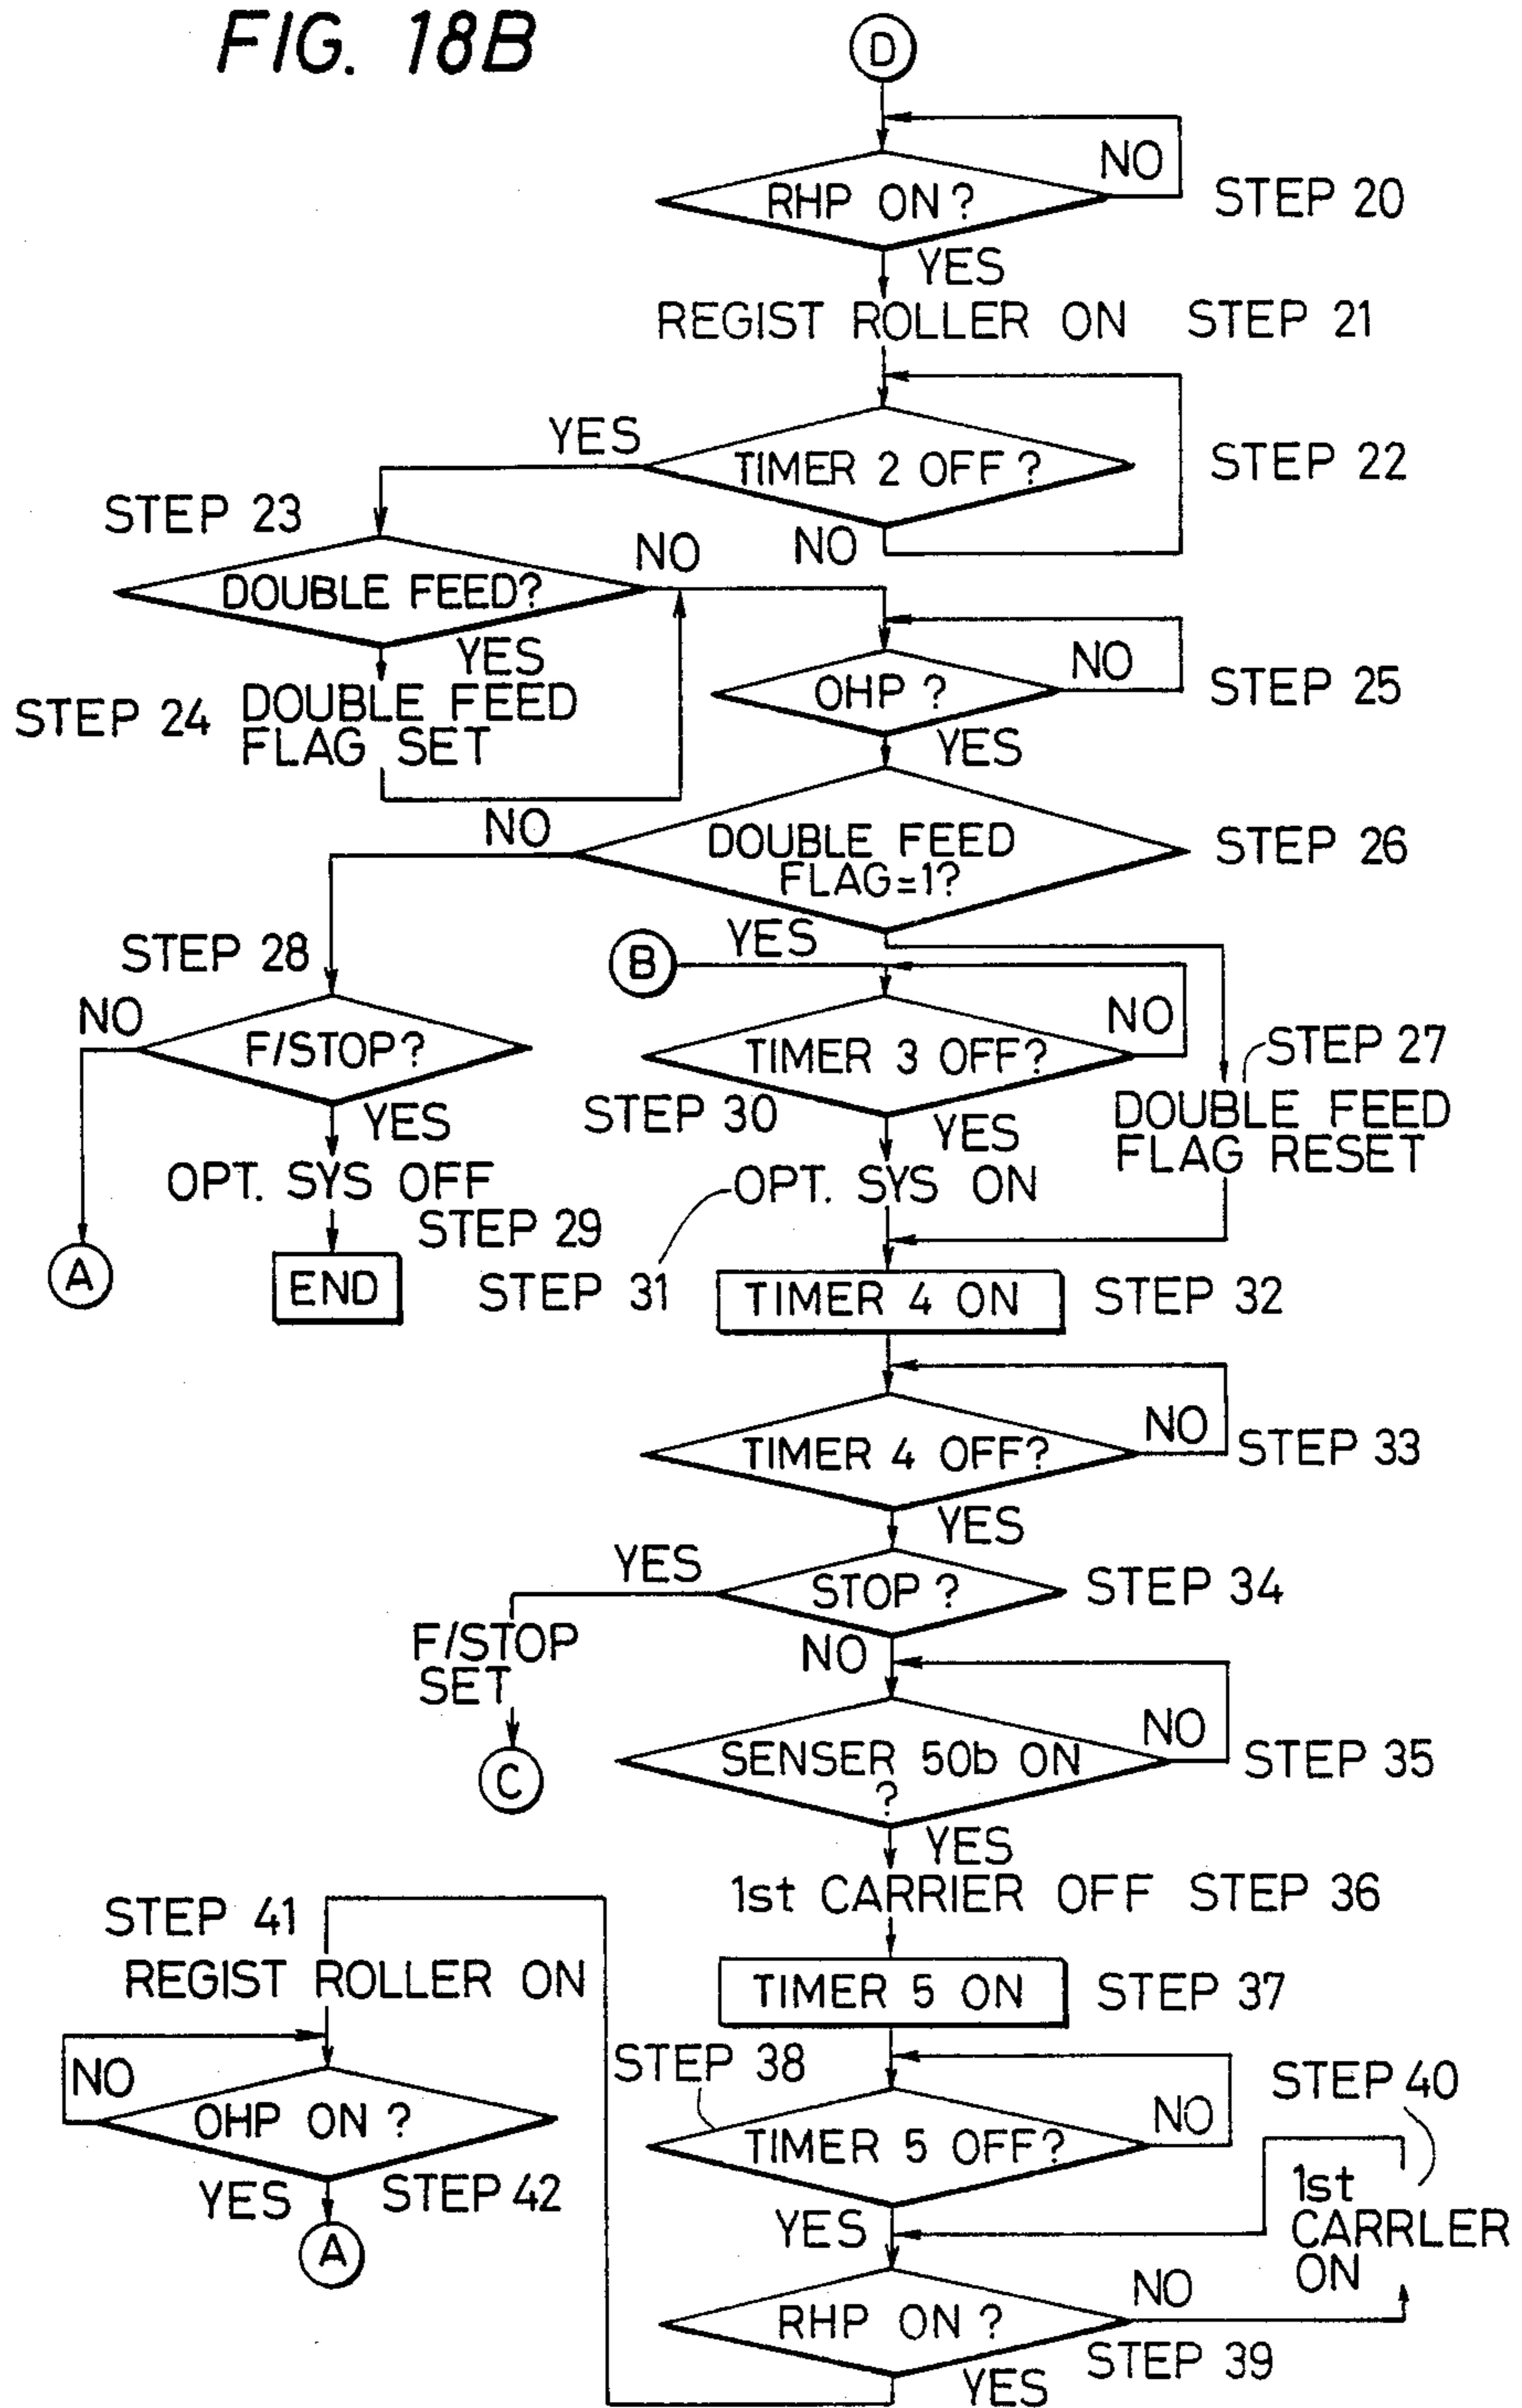 FIG. 18B
D
NO
RHP ON?
STEP 20
YES
REGIST ROLLER ON STEP 21
YES
TIMER 2 OFF?
STEP 22
STEP 23
NO
NO
DOUBLE FEED?
YES
NO
OHP?
STEP 25
STEP 24
DOUBLE FEED
FLAG SET
YES
NO
DOUBLE FEED
FLAG=1?
STEP 26
YES
STEP 28
B
NO
NO
F/STOP?
TIMER 3 OFF?
STEP 27
STEP 30
DOUBLE FEED
FLAG RESET
YES
YES
OPT. SYS OFF
OPT. SYS ON
STEP 29
A
END
STEP 31
TIMER 4 ON
STEP 32
NO
TIMER 4 OFF?
STEP 33
YES
YES
STOP?
STEP 34
F/STOP
SET
NO
C
NO
SENSER 50b ON
?
STEP 35
YES
1st CARRIER OFF STEP 36
STEP 41
REGIST ROLLER ON
TIMER 5 ON
STEP 37
STEP 38
NO
STEP 40
OHP ON?
NO
TIMER 5 OFF?
YES
STEP 42
YES
1st
CARRLER
ON
A
NO
RHP ON?
STEP 39
YES